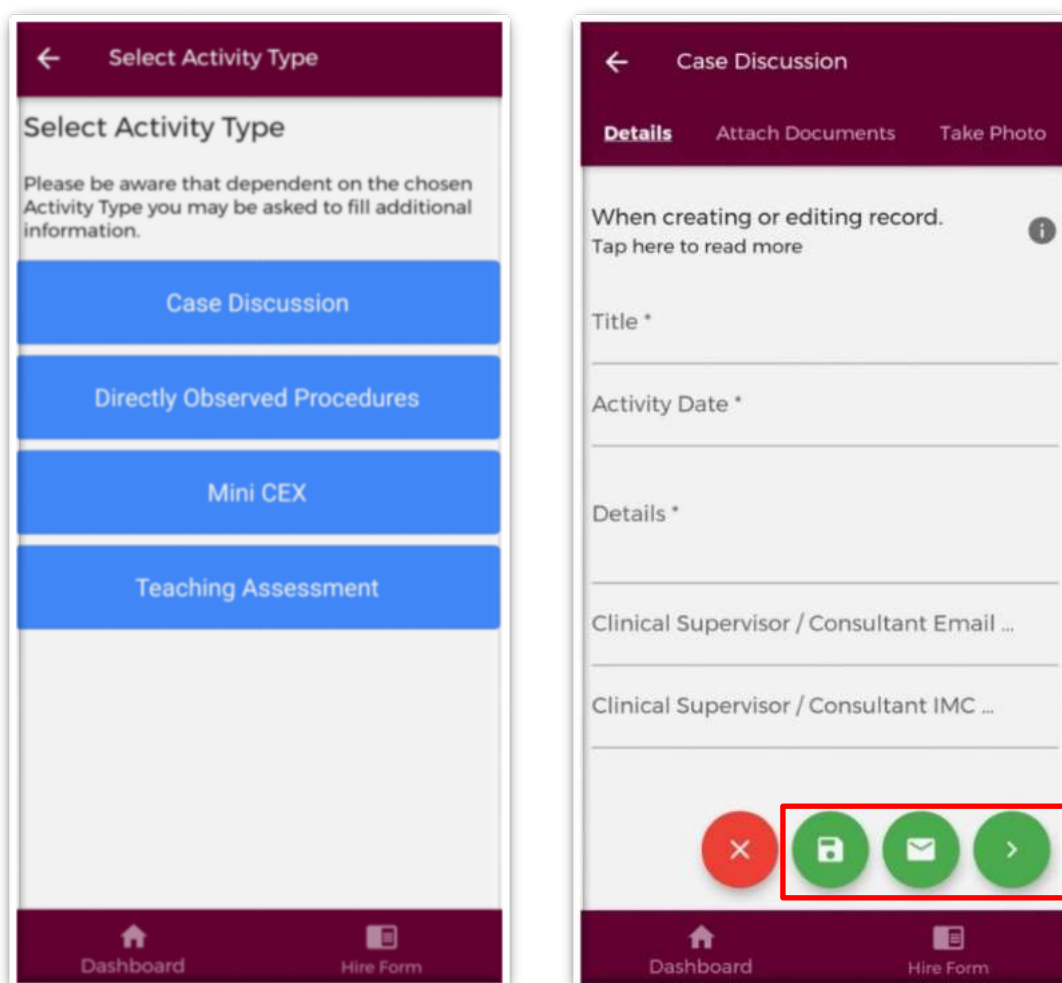 Select Activity Type
Select Activity Type
Please be aware that dependent on the chosen
Activity Type you may be asked to fill additional
information.
Case Discussion
Directly Observed Procedures
Mini CEX
Teaching Assessment
Dashboard
Hire Form
Case Discussion
Details
Attach Documents
Take Photo
When creating or editing record.
Tap here to read more
Title *
Activity Date *
Details *
Clinical Supervisor / Consultant Email ...
Clinical Supervisor / Consultant IMC ...
Dashboard
Hire Form